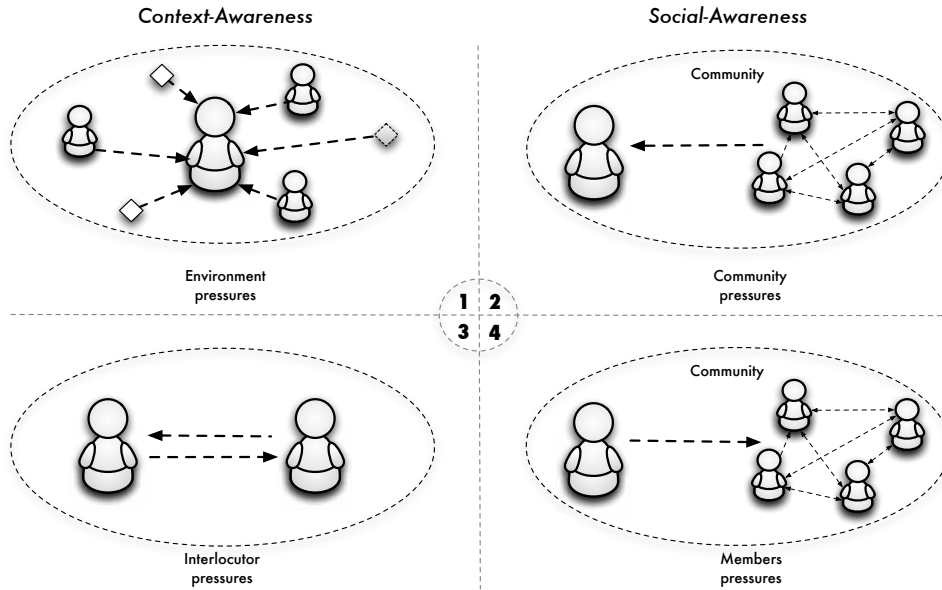 Context-Awareness
Social-Awareness
Community
Environment
pressures
Community
pressures
1 2
3 4
Community
Interlocutor
pressures
Members
pressures